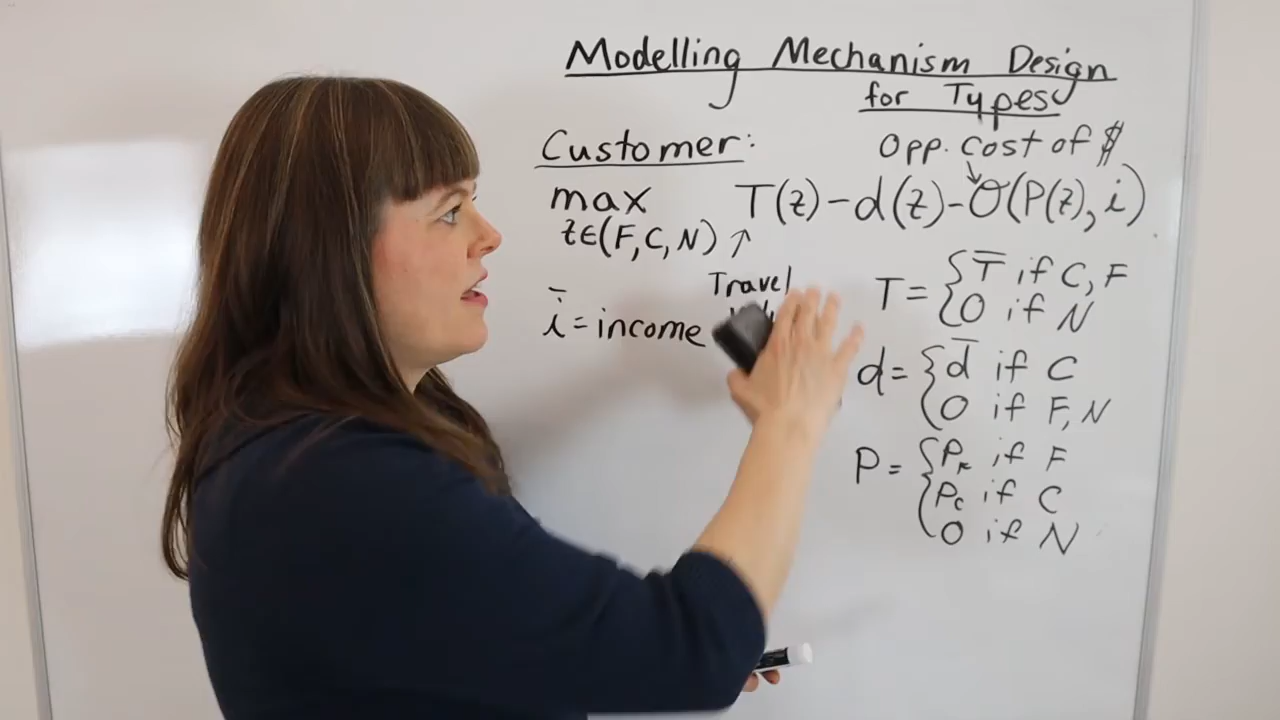 Modelling Mechanism Design
for Types
Customer:
Opp. cost of $
max T(z)-d(z)-O(P(z), i)
z∈(F,C,N)
Travel
i = income
T = { T̅ if C, F
0 if N
d = { d̅ if C
0 if F, N
P = { P_F if F
P_C if C
0 if N